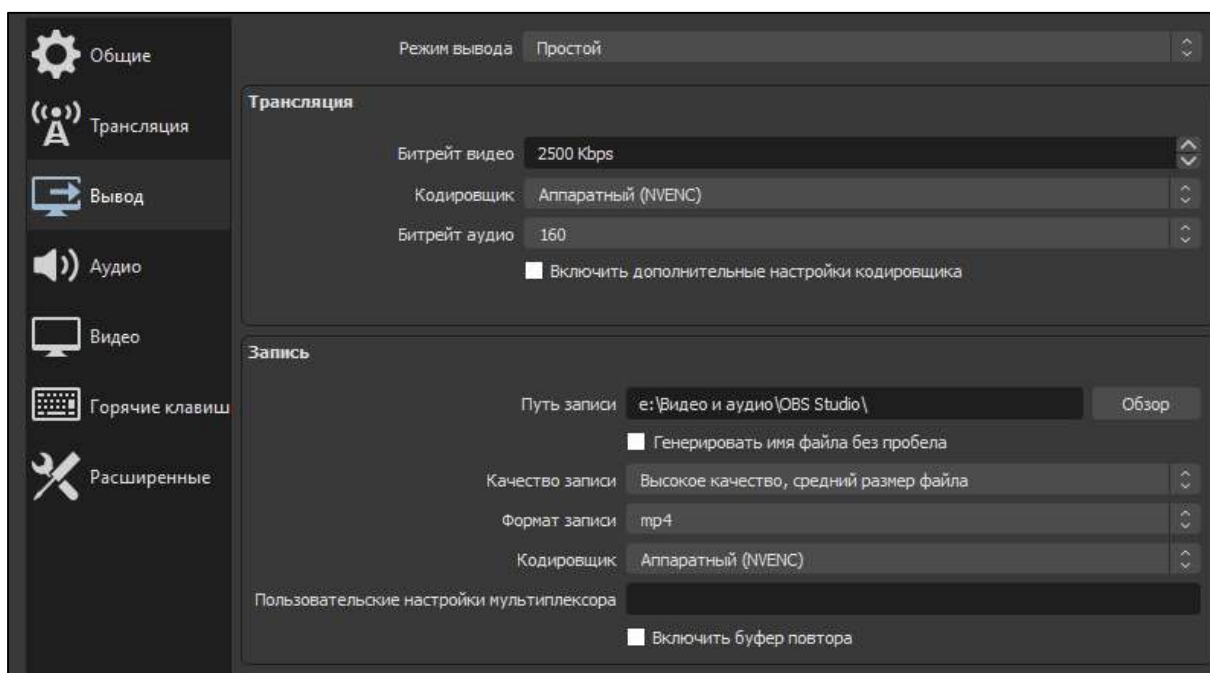 Общие
Трансляция
Вывод
Аудио
Видео
Горячие клавиш
Расширенные
Режим вывода Простой
Трансляция
Битрейт видео 2500 Kbps
Кодировщик Аппаратный (NVENC)
Битрейт аудио 160
Включить дополнительные настройки кодировщика
Запись
Путь записи e:\Видео и аудио\OBS Studio\ Обзор
Генерировать имя файла без пробела
Качество записи Высокое качество, средний размер файла
Формат записи mp4
Кодировщик Аппаратный (NVENC)
Пользовательские настройки мультиплексора
Включить буфер повтора